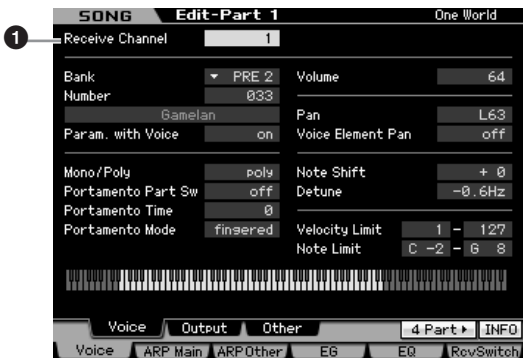 SONG Edit-Part 1 One World
1 Receive Channel 1
Bank PRE 2 Volume 64
Number 033
Gamelan Pan L63
Param. with Voice on Voice Element Pan off
Mono/Poly poly Note Shift + 0
Portamento Part Sw off Detune -0.6Hz
Portamento Time 0
Portamento Mode fingered Velocity Limit 1 - 127
Note Limit C -2 - G 8
Voice Output Other 4 Part INFO
Voice ARP Main ARP Other EG EQ RcvSwitch